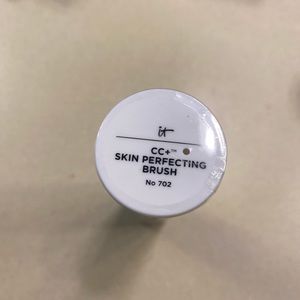 it
CC+™
SKIN PERFECTING
BRUSH
No 702